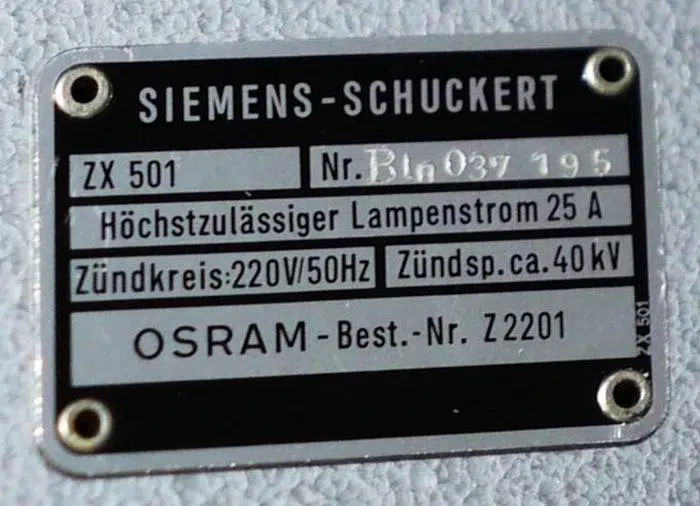 SIEMENS-SCHUCKERT
ZX 501 Nr. Bln 037 195
Höchstzulässiger Lampenstrom 25 A
Zündkreis:220V/50Hz Zündsp.ca.40kV
OSRAM-Best.-Nr. Z2201
ZX 501